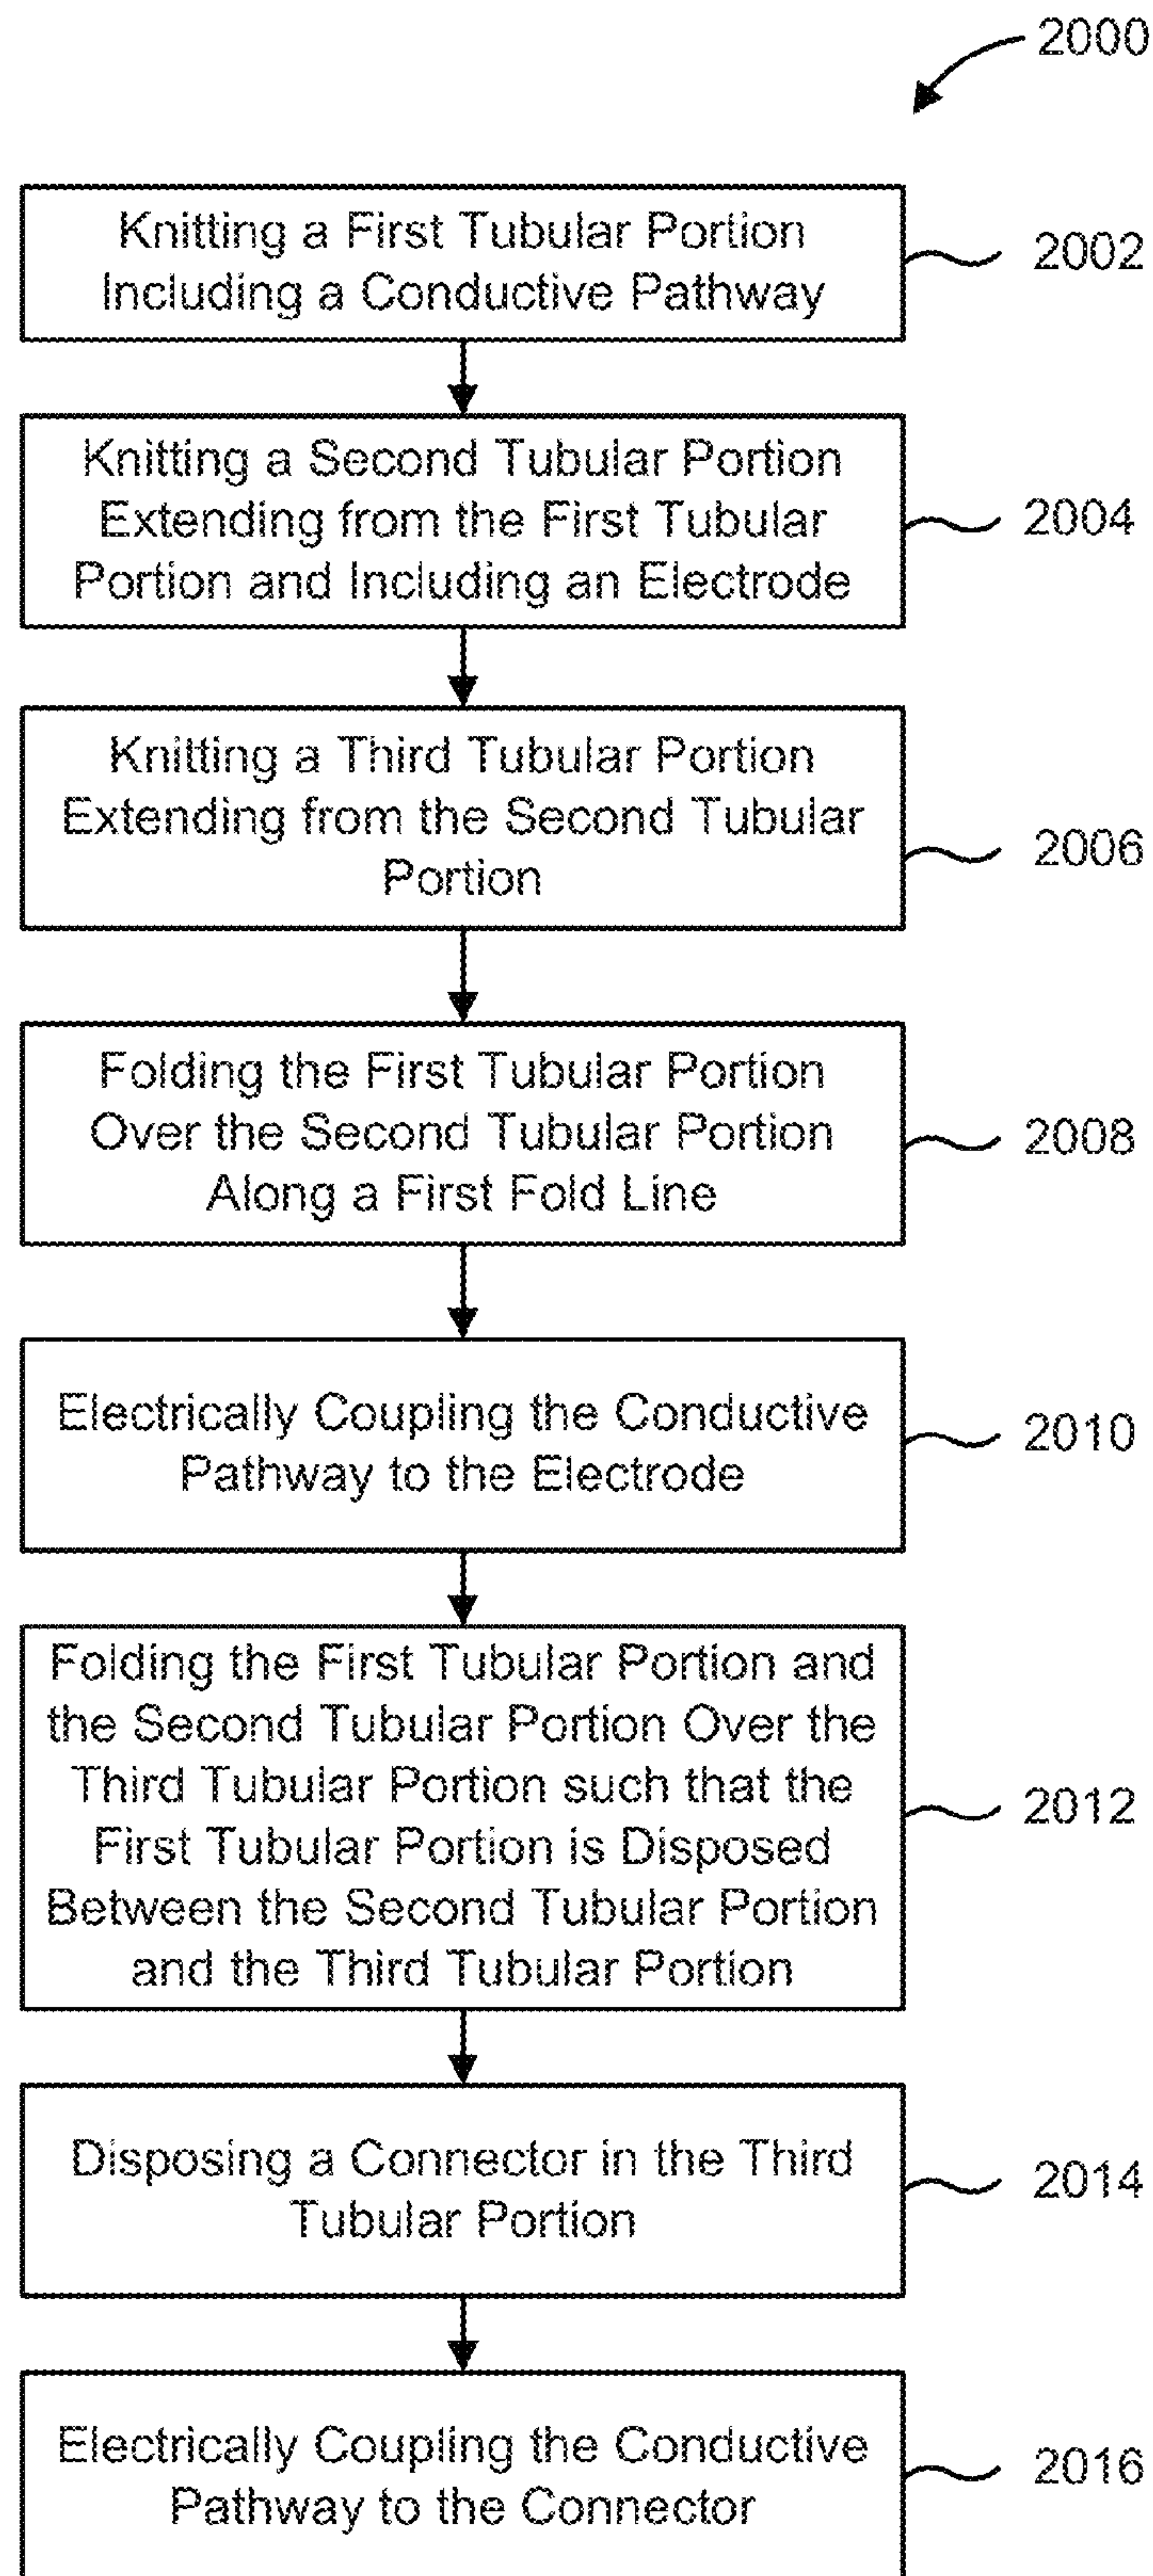 2000
Knitting a First Tubular Portion
Including a Conductive Pathway
2002
Knitting a Second Tubular Portion
Extending from the First Tubular
Portion and Including an Electrode
2004
Knitting a Third Tubular Portion
Extending from the Second Tubular
Portion
2006
Folding the First Tubular Portion
Over the Second Tubular Portion
Along a First Fold Line
2008
Electrically Coupling the Conductive
Pathway to the Electrode
2010
Folding the First Tubular Portion and
the Second Tubular Portion Over the
Third Tubular Portion such that the
First Tubular Portion is Disposed
Between the Second Tubular Portion
and the Third Tubular Portion
2012
Disposing a Connector in the Third
Tubular Portion
2014
Electrically Coupling the Conductive
Pathway to the Connector
2016